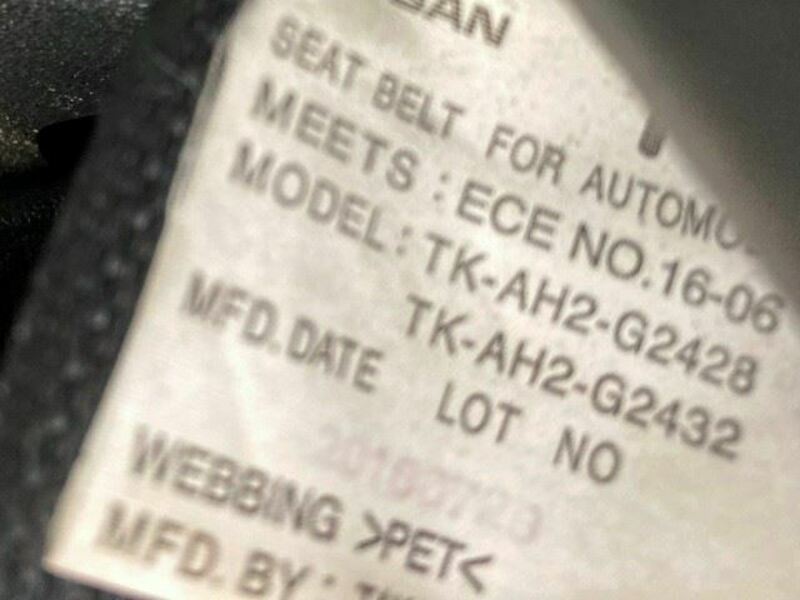 SEAT BELT FOR AUTOMO
MEETS : ECE NO.16-06
MODEL: TK-AH2-G2428
TK-AH2-G2432
MFD.DATE LOT NO
WEBBING >PET<
MFD.BY :